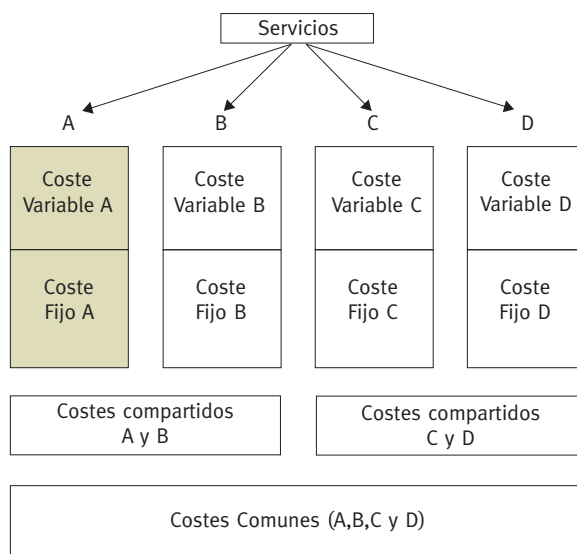 Servicios
A
B
C
D
Coste
Variable A
Coste
Variable B
Coste
Variable C
Coste
Variable D
Coste
Fijo A
Coste
Fijo B
Coste
Fijo C
Coste
Fijo D
Costes compartidos
A y B
Costes compartidos
C y D
Costes Comunes (A,B,C y D)